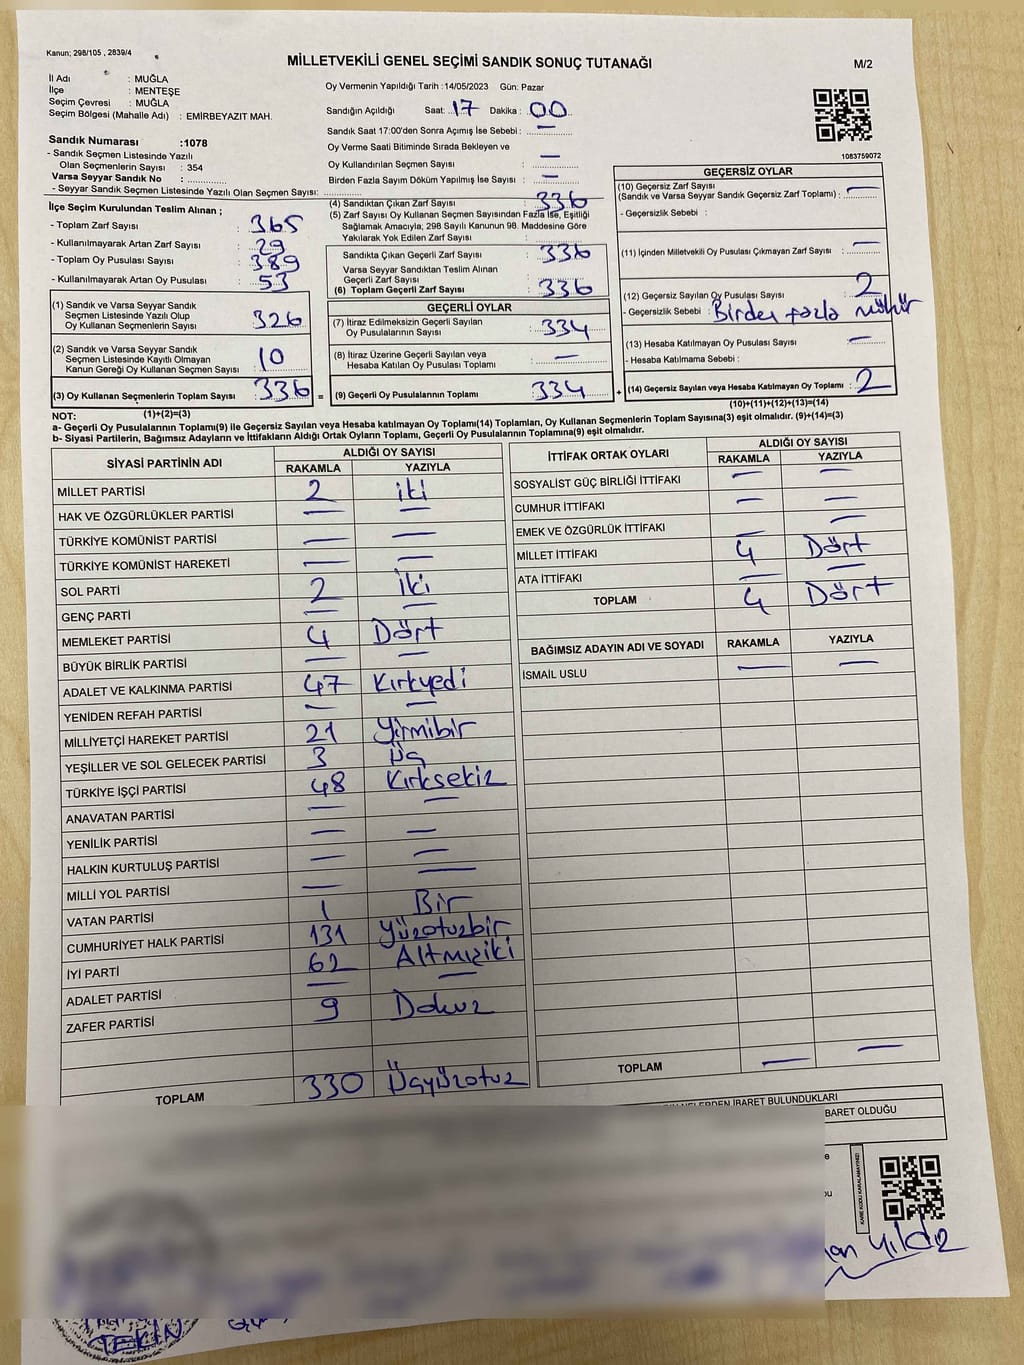 Kanun; 298/105 , 2839/4
MİLLETVEKİLİ GENEL SEÇİMİ SANDIK SONUÇ TUTANAĞI
M/2
İl Adı : MUĞLA
İlçe : MENTEŞE
Seçim Çevresi : MUĞLA
Seçim Bölgesi (Mahalle Adı) : EMİRBEYAZIT MAH.
Oy Vermenin Yapıldığı Tarih : 14/05/2023 Gün: Pazar
Sandığın Açıldığı Saat: 17 Dakika : 00
Sandık Saat 17:00'den Sonra Açımış İse Sebebi : —
Oy Verme Saati Bitiminde Sırada Bekleyen ve
Oy Kullandırılan Seçmen Sayısı : —
Birden Fazla Sayım Döküm Yapılmış İse Sayısı : —
1083759072
Sandık Numarası :1078
- Sandık Seçmen Listesinde Yazılı
Olan Seçmenlerin Sayısı : 354
Varsa Seyyar Sandık No :
- Seyyar Sandık Seçmen Listesinde Yazılı Olan Seçmen Sayısı:
İlçe Seçim Kurulundan Teslim Alınan ;
- Toplam Zarf Sayısı : 365
- Kullanılmayarak Artan Zarf Sayısı : 29
- Toplam Oy Pusulası Sayısı : 389
- Kullanılmayarak Artan Oy Pusulası : 53
(1) Sandık ve Varsa Seyyar Sandık
Seçmen Listesinde Yazılı Olup
Oy Kullanan Seçmenlerin Sayısı : 326
(2) Sandık ve Varsa Seyyar Sandık
Seçmen Listesinde Kayıtlı Olmayan
Kanun Gereği Oy Kullanan Seçmen Sayısı : 10
(3) Oy Kullanan Seçmenlerin Toplam Sayısı : 336 =
(1)+(2)=(3)
(4) Sandıktan Çıkan Zarf Sayısı : 336
(5) Zarf Sayısı Oy Kullanan Seçmen Sayısından Fazla İse, Eşitliği
Sağlamak Amacıyla; 298 Sayılı Kanunun 98. Maddesine Göre
Yakılarak Yok Edilen Zarf Sayısı :
Sandıkta Çıkan Geçerli Zarf Sayısı : 336
Varsa Seyyar Sandıktan Teslim Alınan
Geçerli Zarf Sayısı :
(6) Toplam Geçerli Zarf Sayısı : 336
GEÇERLİ OYLAR
(7) İtiraz Edilmeksizin Geçerli Sayılan
Oy Pusulalarının Sayısı : 334
(8) İtiraz Üzerine Geçerli Sayılan veya
Hesaba Katılan Oy Pusulası Toplamı : —
(9) Geçerli Oy Pusulalarının Toplamı : 334 +
GEÇERSİZ OYLAR
(10) Geçersiz Zarf Sayısı : —
(Sandık ve Varsa Seyyar Sandık Geçersiz Zarf Toplamı)
- Geçersizlik Sebebi :
(11) İçinden Milletvekili Oy Pusulası Çıkmayan Zarf Sayısı : —
(12) Geçersiz Sayılan Oy Pusulası Sayısı : 2
- Geçersizlik Sebebi : Birden fazla mühür
(13) Hesaba Katılmayan Oy Pusulası Sayısı : —
- Hesaba Katılmama Sebebi :
(14) Geçersiz Sayılan veya Hesaba Katılmayan Oy Toplamı : 2
(10)+(11)+(12)+(13)=(14)
NOT:
a- Geçerli Oy Pusulalarının Toplamı(9) ile Geçersiz Sayılan veya Hesaba katılmayan Oy Toplamı(14) Toplamları, Oy Kullanan Seçmenlerin Toplam Sayısına(3) eşit olmalıdır. (9)+(14)=(3)
b- Siyasi Partilerin, Bağımsız Adayların ve İttifakların Aldığı Ortak Oyların Toplamı, Geçerli Oy Pusulalarının Toplamına(9) eşit olmalıdır.
SİYASİ PARTİNİN ADI ALDIĞI OY SAYISI
RAKAMLA YAZIYLA
MİLLET PARTİSİ 2 iki
HAK VE ÖZGÜRLÜKLER PARTİSİ — —
TÜRKİYE KOMÜNİST PARTİSİ — —
TÜRKİYE KOMÜNİST HAREKETİ — —
SOL PARTİ 2 İki
GENÇ PARTİ — —
MEMLEKET PARTİSİ 4 Dört
BÜYÜK BİRLİK PARTİSİ — —
ADALET VE KALKINMA PARTİSİ 47 Kırkyedi
YENİDEN REFAH PARTİSİ — —
MİLLİYETÇİ HAREKET PARTİSİ 21 Yirmibir
YEŞİLLER VE SOL GELECEK PARTİSİ 3 Üç
TÜRKİYE İŞÇİ PARTİSİ 48 Kırksekiz
ANAVATAN PARTİSİ — —
YENİLİK PARTİSİ — —
HALKIN KURTULUŞ PARTİSİ — —
MİLLİ YOL PARTİSİ — —
VATAN PARTİSİ 1 Bir
CUMHURİYET HALK PARTİSİ 131 Yüzotuzbir
İYİ PARTİ 62 Altmışiki
ADALET PARTİSİ — —
ZAFER PARTİSİ 9 Dokuz
TOPLAM 330 Üçyüzotuz
İTTİFAK ORTAK OYLARI ALDIĞI OY SAYISI
RAKAMLA YAZIYLA
SOSYALİST GÜÇ BİRLİĞİ İTTİFAKI — —
CUMHUR İTTİFAKI — —
EMEK VE ÖZGÜRLÜK İTTİFAKI — —
MİLLET İTTİFAKI 4 Dört
ATA İTTİFAKI — —
TOPLAM 4 Dört
BAĞIMSIZ ADAYIN ADI VE SOYADI RAKAMLA YAZIYLA
İSMAİL USLU — —
TOPLAM — —
NELERDEN İBARET BULUNDUKLARI
BARET OLDUĞU
KARE KODU KARALAMAYINIZ!
Yıldız
TEKİN